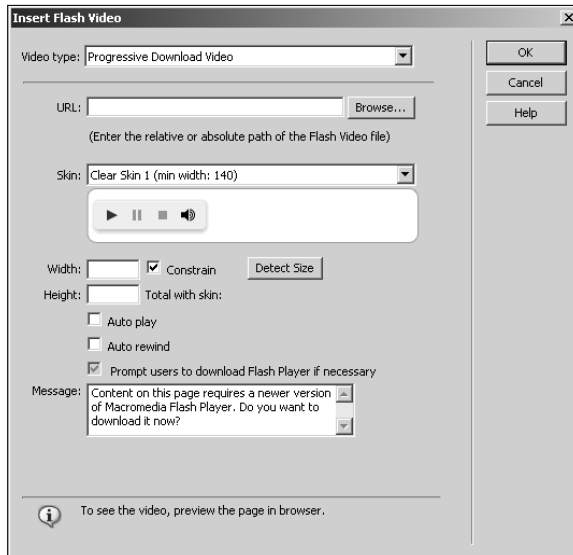 Insert Flash Video
Video type: Progressive Download Video
OK
Cancel
Help
URL: Browse...
(Enter the relative or absolute path of the Flash Video file)
Skin: Clear Skin 1 (min width: 140)
Width: Constrain Detect Size
Height: Total with skin:
Auto play
Auto rewind
Prompt users to download Flash Player if necessary
Message: Content on this page requires a newer version
of Macromedia Flash Player. Do you want to
download it now?
To see the video, preview the page in browser.